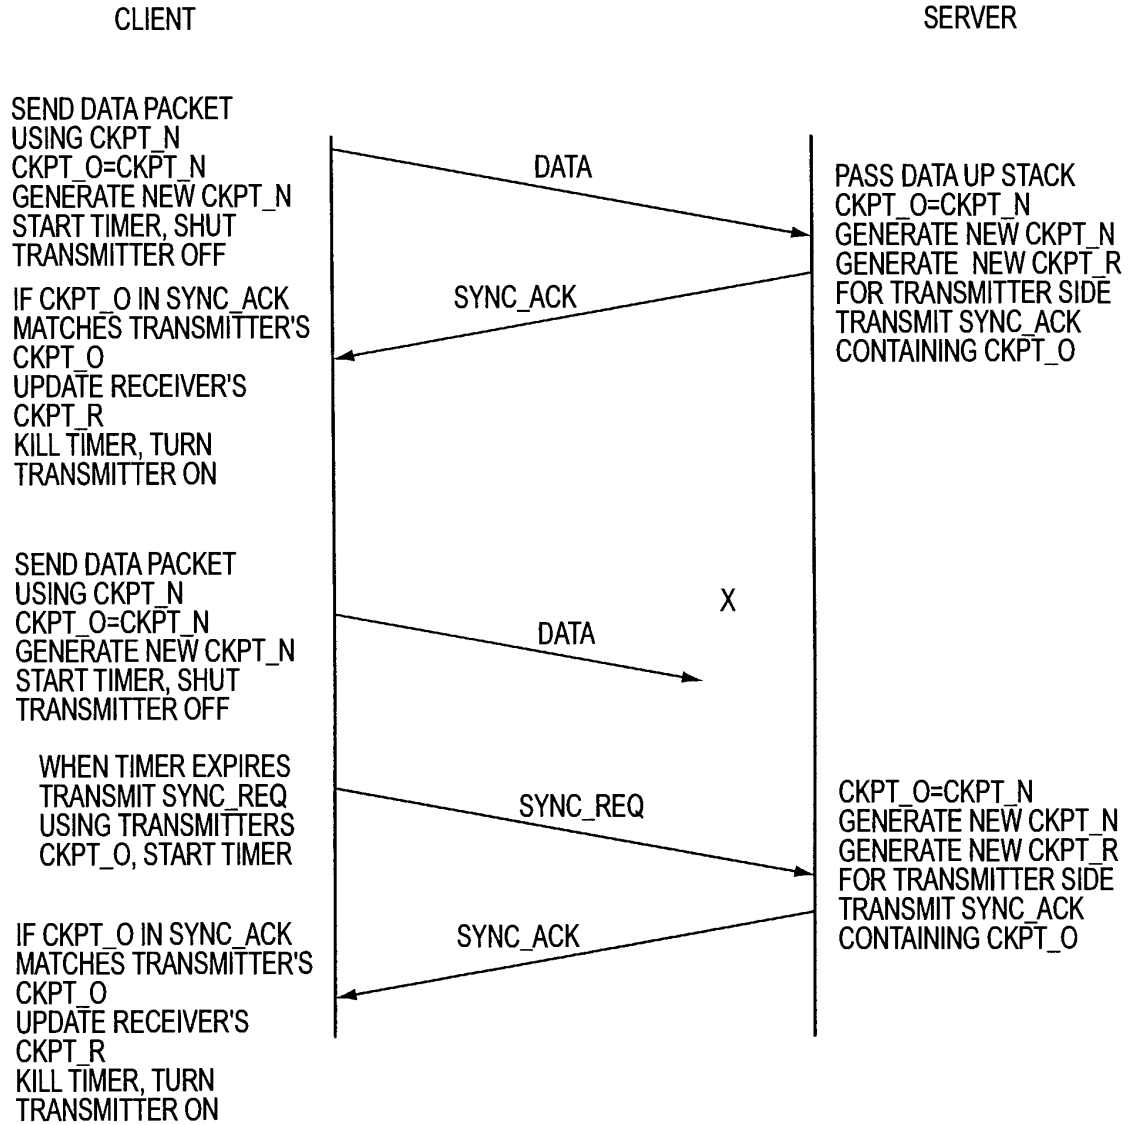 CLIENT
SERVER
SEND DATA PACKET
USING CKPT_N
CKPT_O=CKPT_N
GENERATE NEW CKPT_N
START TIMER, SHUT
TRANSMITTER OFF
DATA
PASS DATA UP STACK
CKPT_O=CKPT_N
GENERATE NEW CKPT_N
GENERATE NEW CKPT_R
FOR TRANSMITTER SIDE
TRANSMIT SYNC_ACK
CONTAINING CKPT_O
SYNC_ACK
IF CKPT_O IN SYNC_ACK
MATCHES TRANSMITTER'S
CKPT_O
UPDATE RECEIVER'S
CKPT_R
KILL TIMER, TURN
TRANSMITTER ON
SEND DATA PACKET
USING CKPT_N
CKPT_O=CKPT_N
GENERATE NEW CKPT_N
START TIMER, SHUT
TRANSMITTER OFF
DATA
X
WHEN TIMER EXPIRES
TRANSMIT SYNC_REQ
USING TRANSMITTERS
CKPT_O, START TIMER
SYNC_REQ
CKPT_O=CKPT_N
GENERATE NEW CKPT_N
GENERATE NEW CKPT_R
FOR TRANSMITTER SIDE
TRANSMIT SYNC_ACK
CONTAINING CKPT_O
SYNC_ACK
IF CKPT_O IN SYNC_ACK
MATCHES TRANSMITTER'S
CKPT_O
UPDATE RECEIVER'S
CKPT_R
KILL TIMER, TURN
TRANSMITTER ON